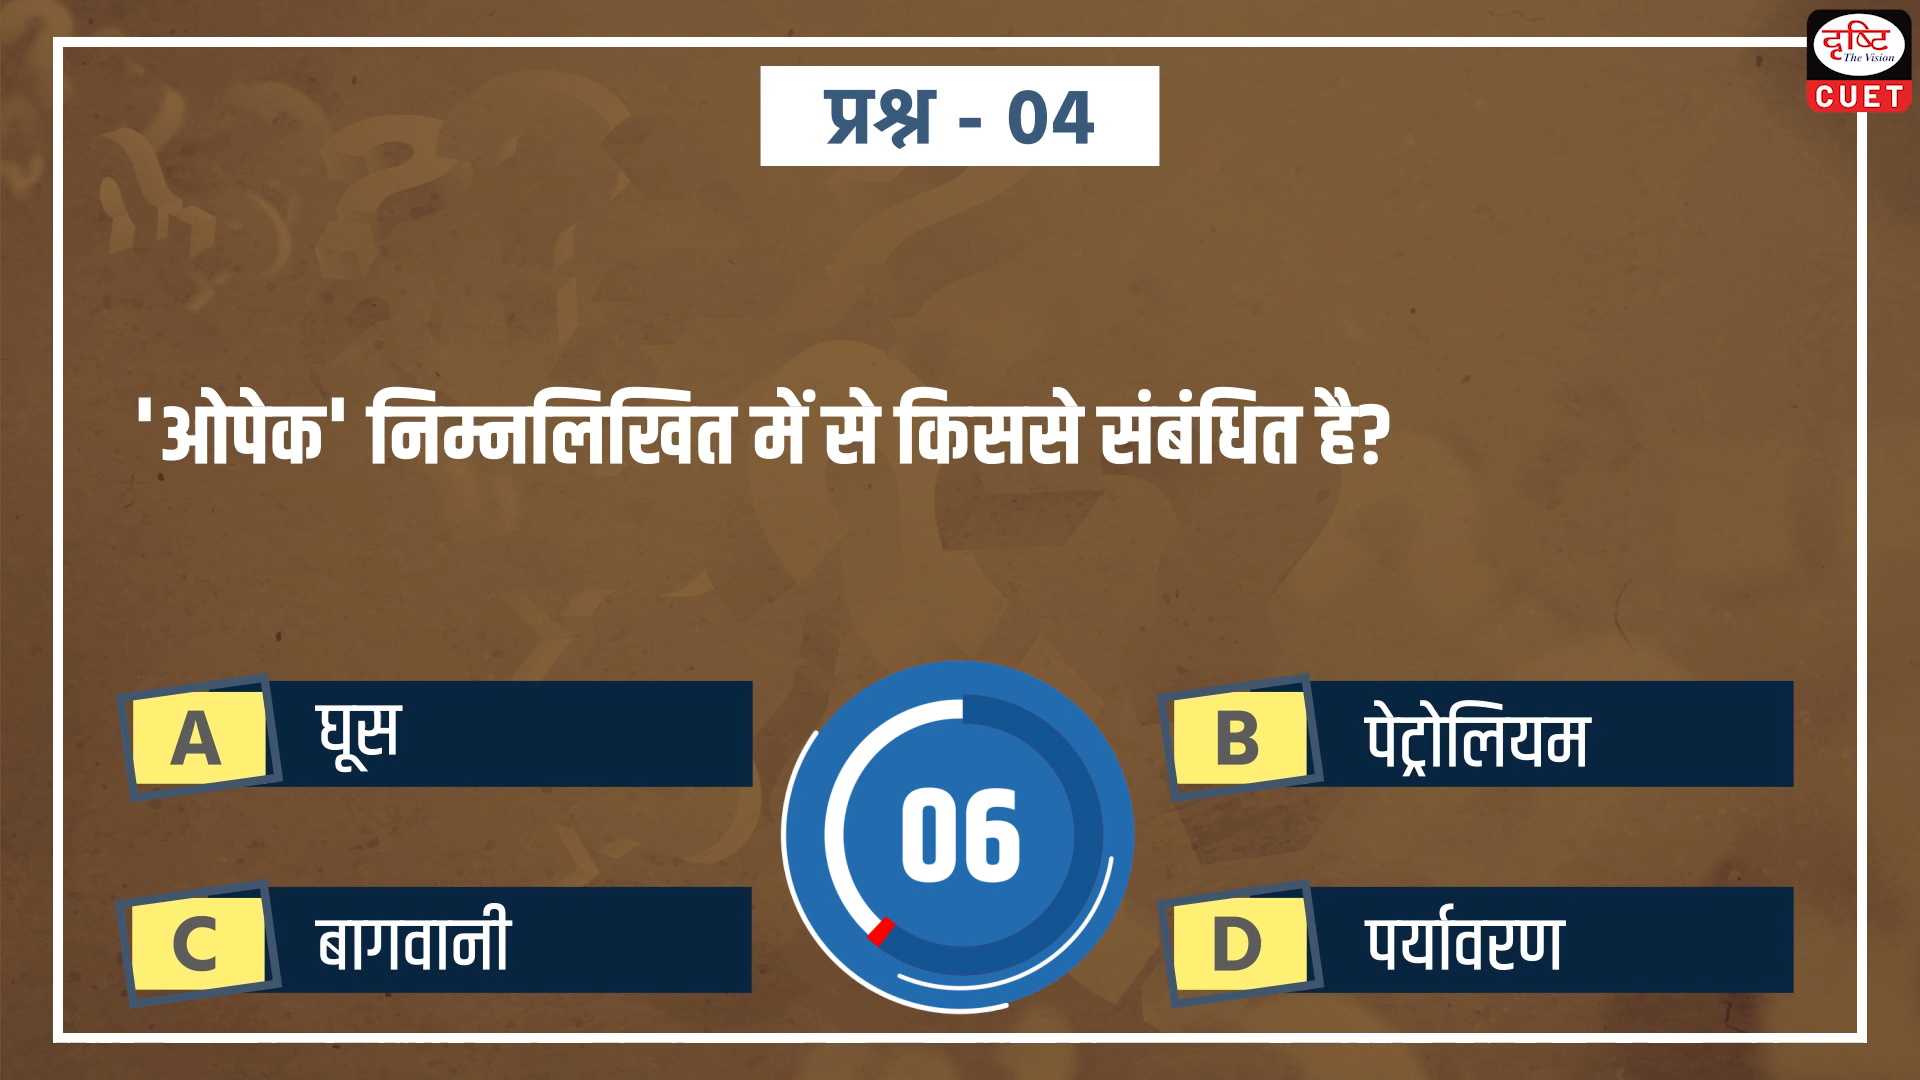 दृष्टि
The Vision
CUET
प्रश्न - 04
'ओपेक' निम्नलिखित में से किससे संबंधित है?
A घूस
B पेट्रोलियम
06
C बागवानी
D पर्यावरण